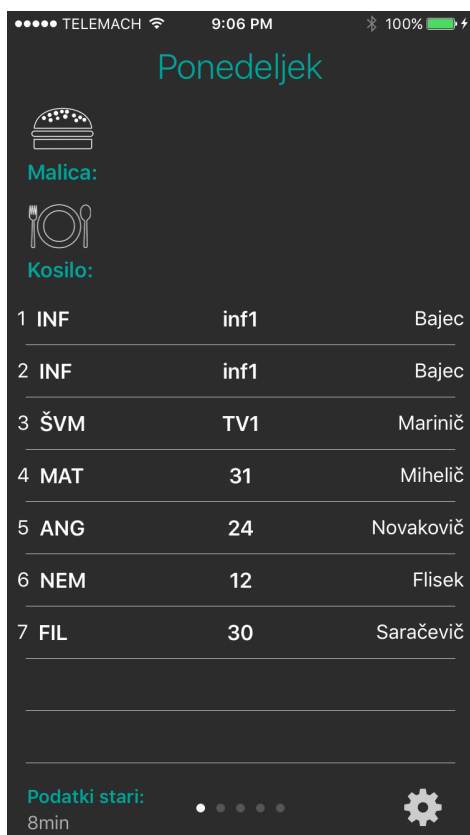 TELEMACH 9:06 PM 100%
Ponedeljek
Malica:
Kosilo:
1 INF inf1 Bajec
2 INF inf1 Bajec
3 ŠVM TV1 Marinič
4 MAT 31 Mihelič
5 ANG 24 Novakovič
6 NEM 12 Flisek
7 FIL 30 Saračevič
Podatki stari:
8min